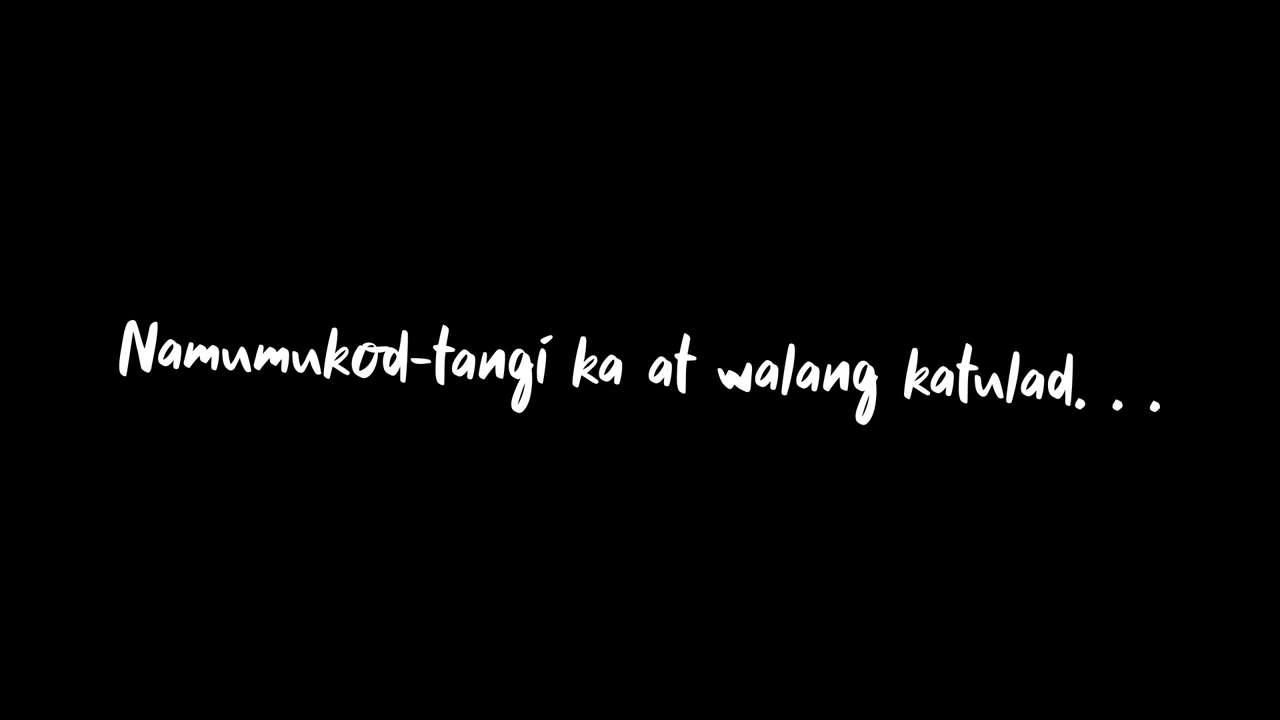 Namumukod-tangi ka at walang katulad. . .